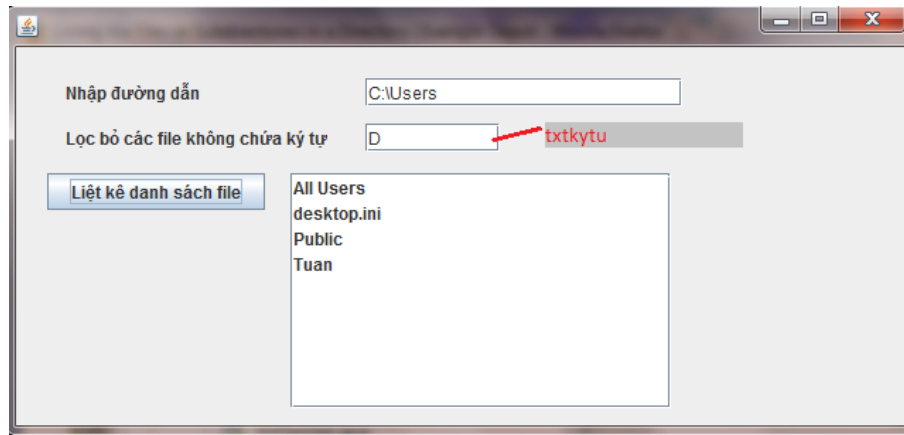 Nhập đường dẫn
C:\Users
Lọc bỏ các file không chứa ký tự
D
txtkytu
Liệt kê danh sách file
All Users
desktop.ini
Public
Tuan